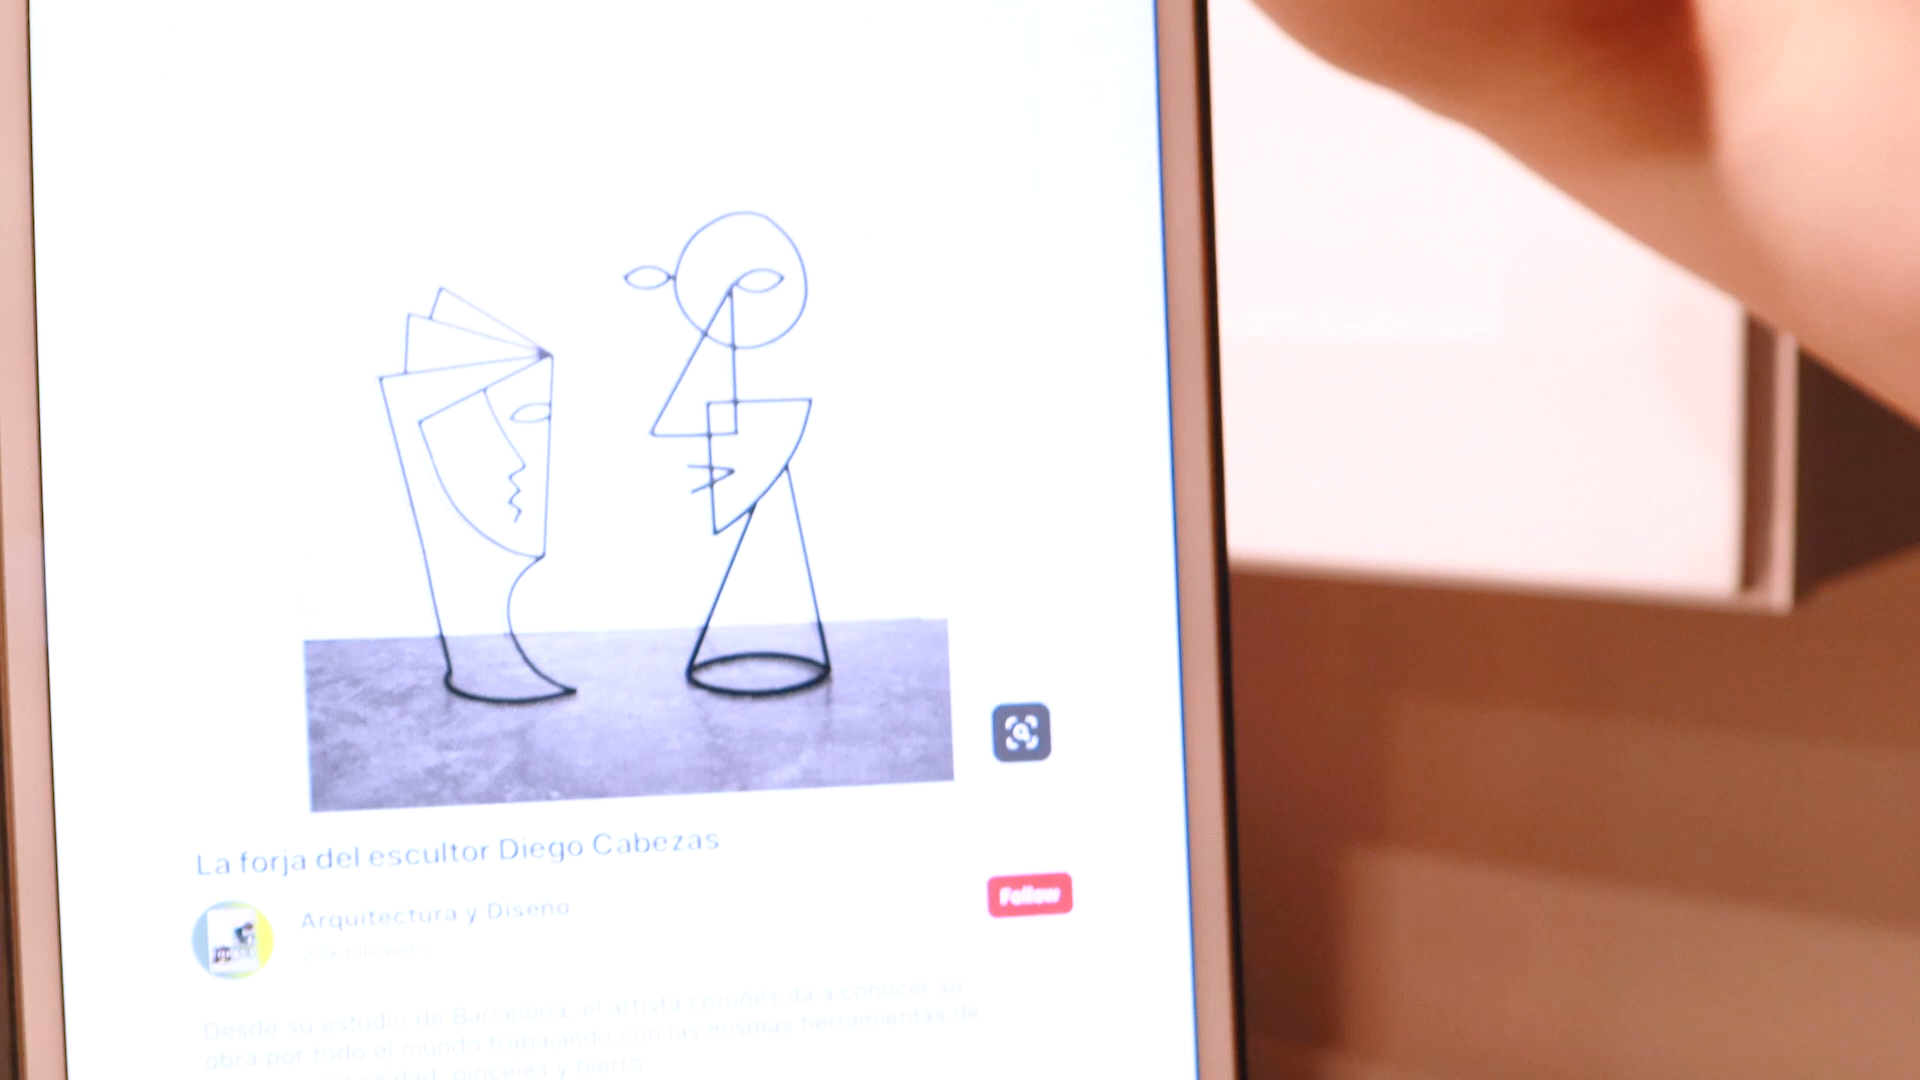 La forja del escultor Diego Cabezas
Arquitectura y Diseño
Follow
Desde su estudio de Barcelona, el artista coruñés da a conocer su
obra por todo el mundo trabajando con las mismas herramientas de
pinceles y hierro